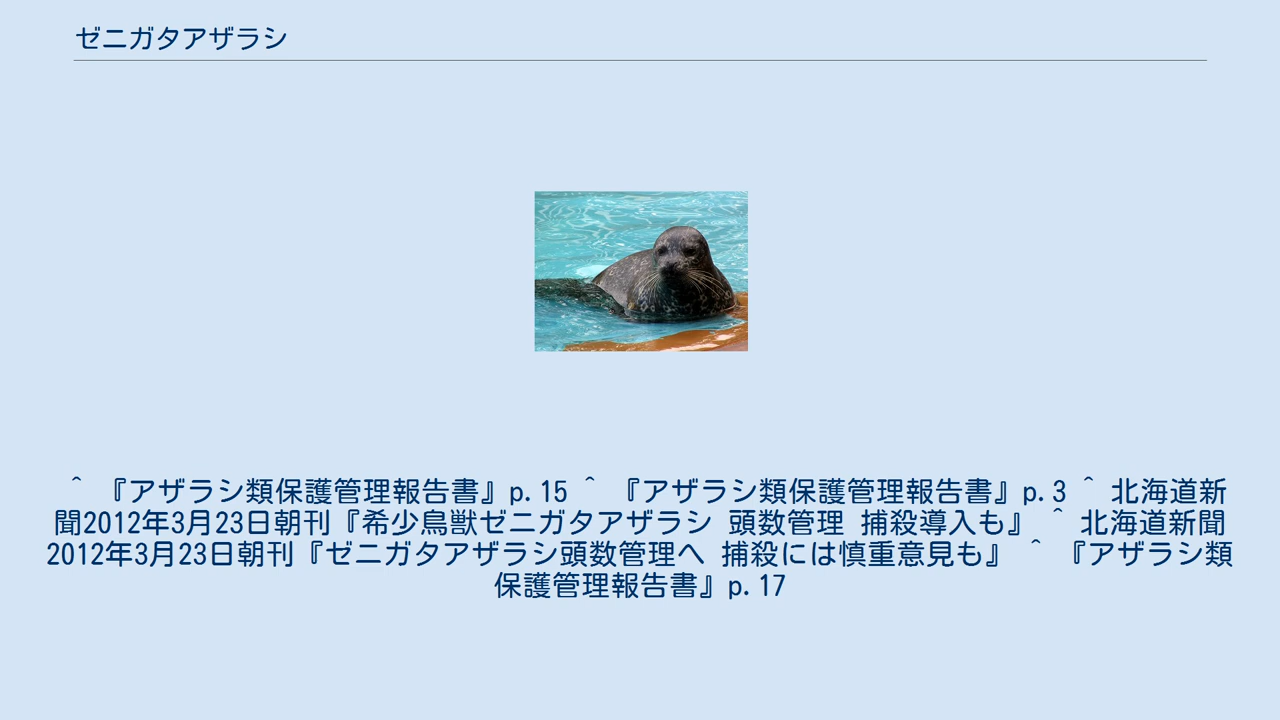 ゼニガタアザラシ
^ 『アザラシ類保護管理報告書』p.15 ^ 『アザラシ類保護管理報告書』p.3 ^ 北海道新
聞2012年3月23日朝刊『希少鳥獣ゼニガタアザラシ 頭数管理 捕殺導入も』 ^ 北海道新聞
2012年3月23日朝刊『ゼニガタアザラシ頭数管理へ 捕殺には慎重意見も』 ^ 『アザラシ類
保護管理報告書』p.17